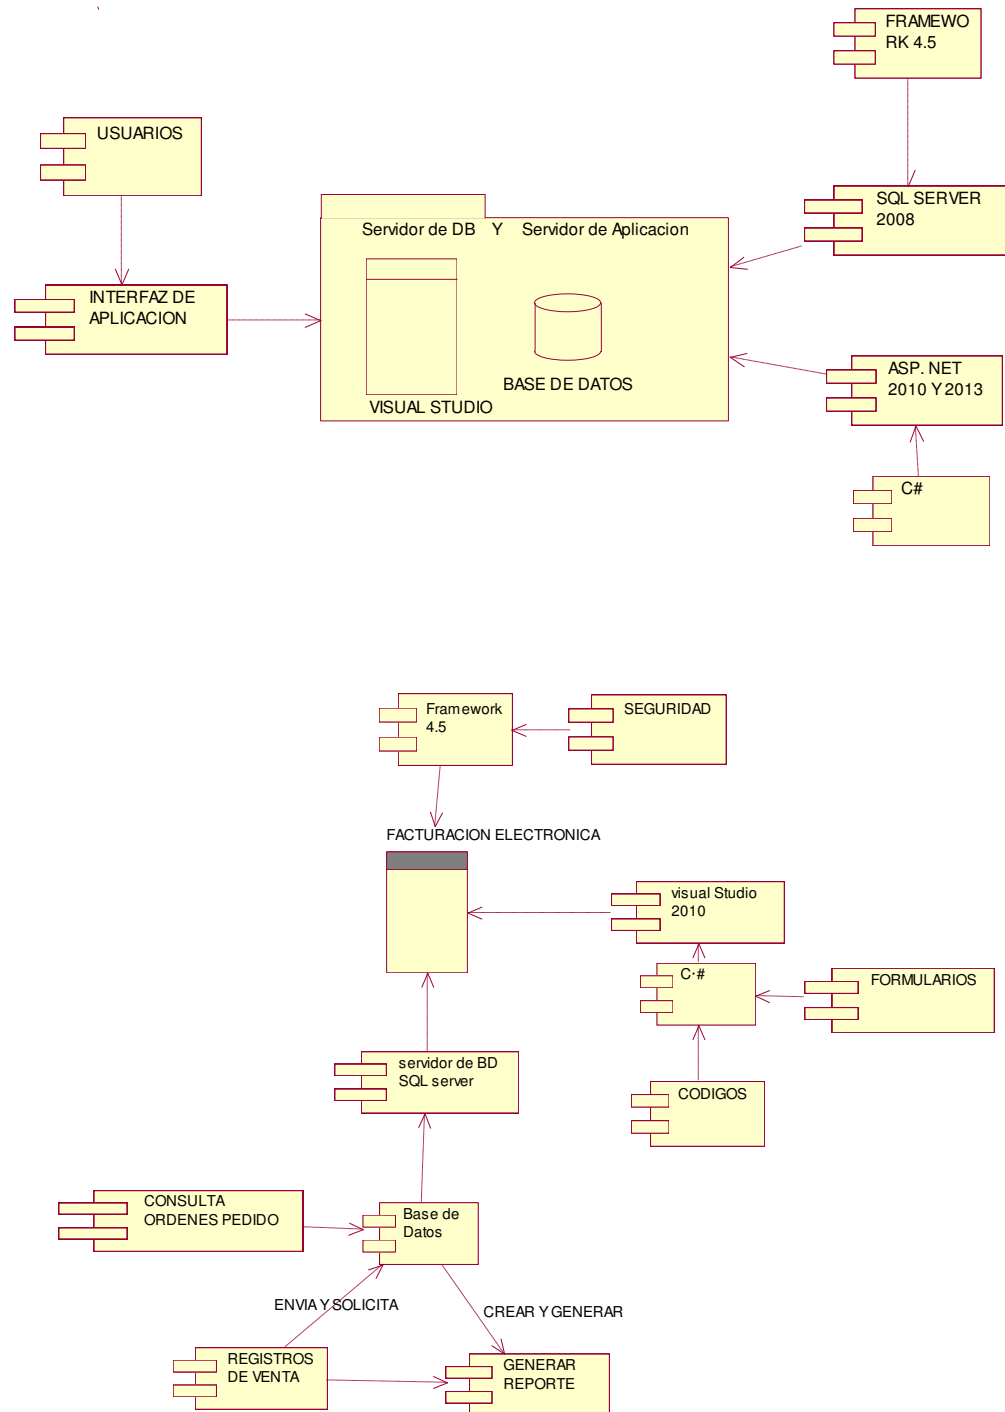 FRAMEWO
RK 4.5
USUARIOS
SQL SERVER
2008
Servidor de DB Y Servidor de Aplicacion
INTERFAZ DE
APLICACION
BASE DE DATOS
VISUAL STUDIO
ASP. NET
2010 Y 2013
C#
Framework
4.5
SEGURIDAD
FACTURACION ELECTRONICA
visual Studio
2010
C·#
FORMULARIOS
servidor de BD
SQL server
CODIGOS
CONSULTA
ORDENES PEDIDO
Base de
Datos
ENVIA Y SOLICITA
CREAR Y GENERAR
REGISTROS
DE VENTA
GENERAR
REPORTE